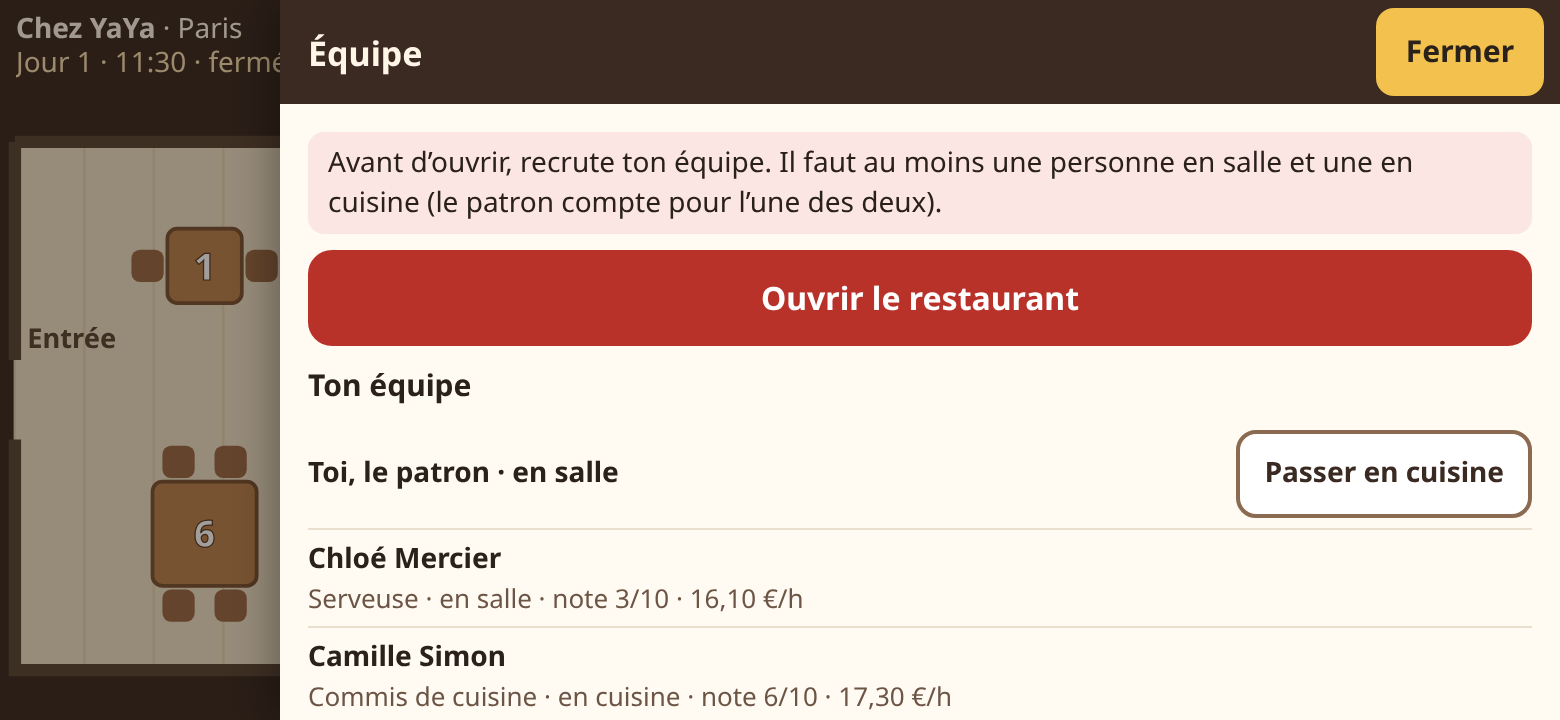 Chez YaYa · Paris
Jour 1 · 11:30 · fermé
Équipe
Fermer
Avant d’ouvrir, recrute ton équipe. Il faut au moins une personne en salle et une en
cuisine (le patron compte pour l’une des deux).
Ouvrir le restaurant
Ton équipe
Toi, le patron · en salle
Passer en cuisine
Chloé Mercier
Serveuse · en salle · note 3/10 · 16,10 €/h
Camille Simon
Commis de cuisine · en cuisine · note 6/10 · 17,30 €/h
1
Entrée
6